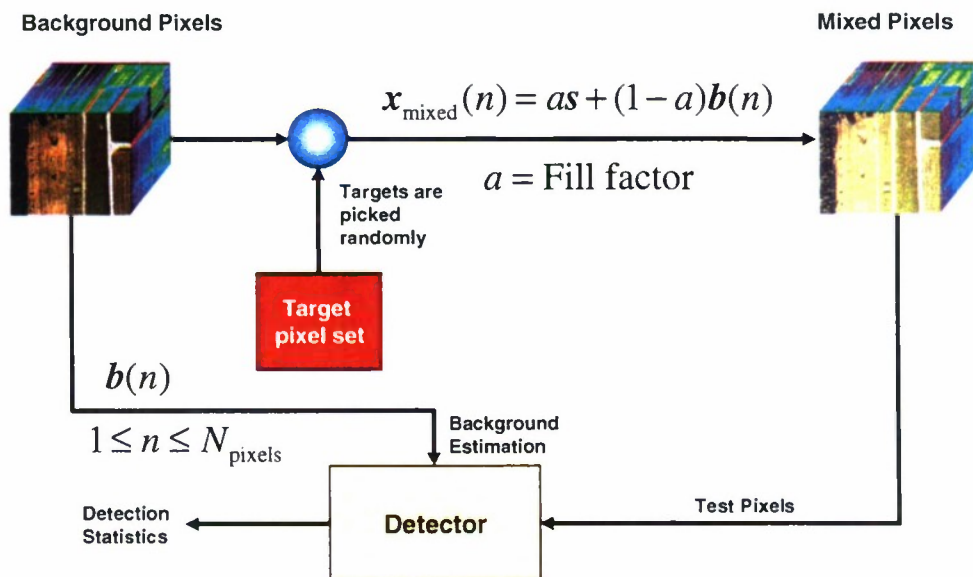 Background Pixels
Mixed Pixels
x_mixed(n) = as + (1 − a)b(n)
a = Fill factor
Targets are
picked
randomly
Target
pixel set
b(n)
1 ≤ n ≤ N_pixels
Background
Estimation
Detection
Statistics
Detector
Test Pixels